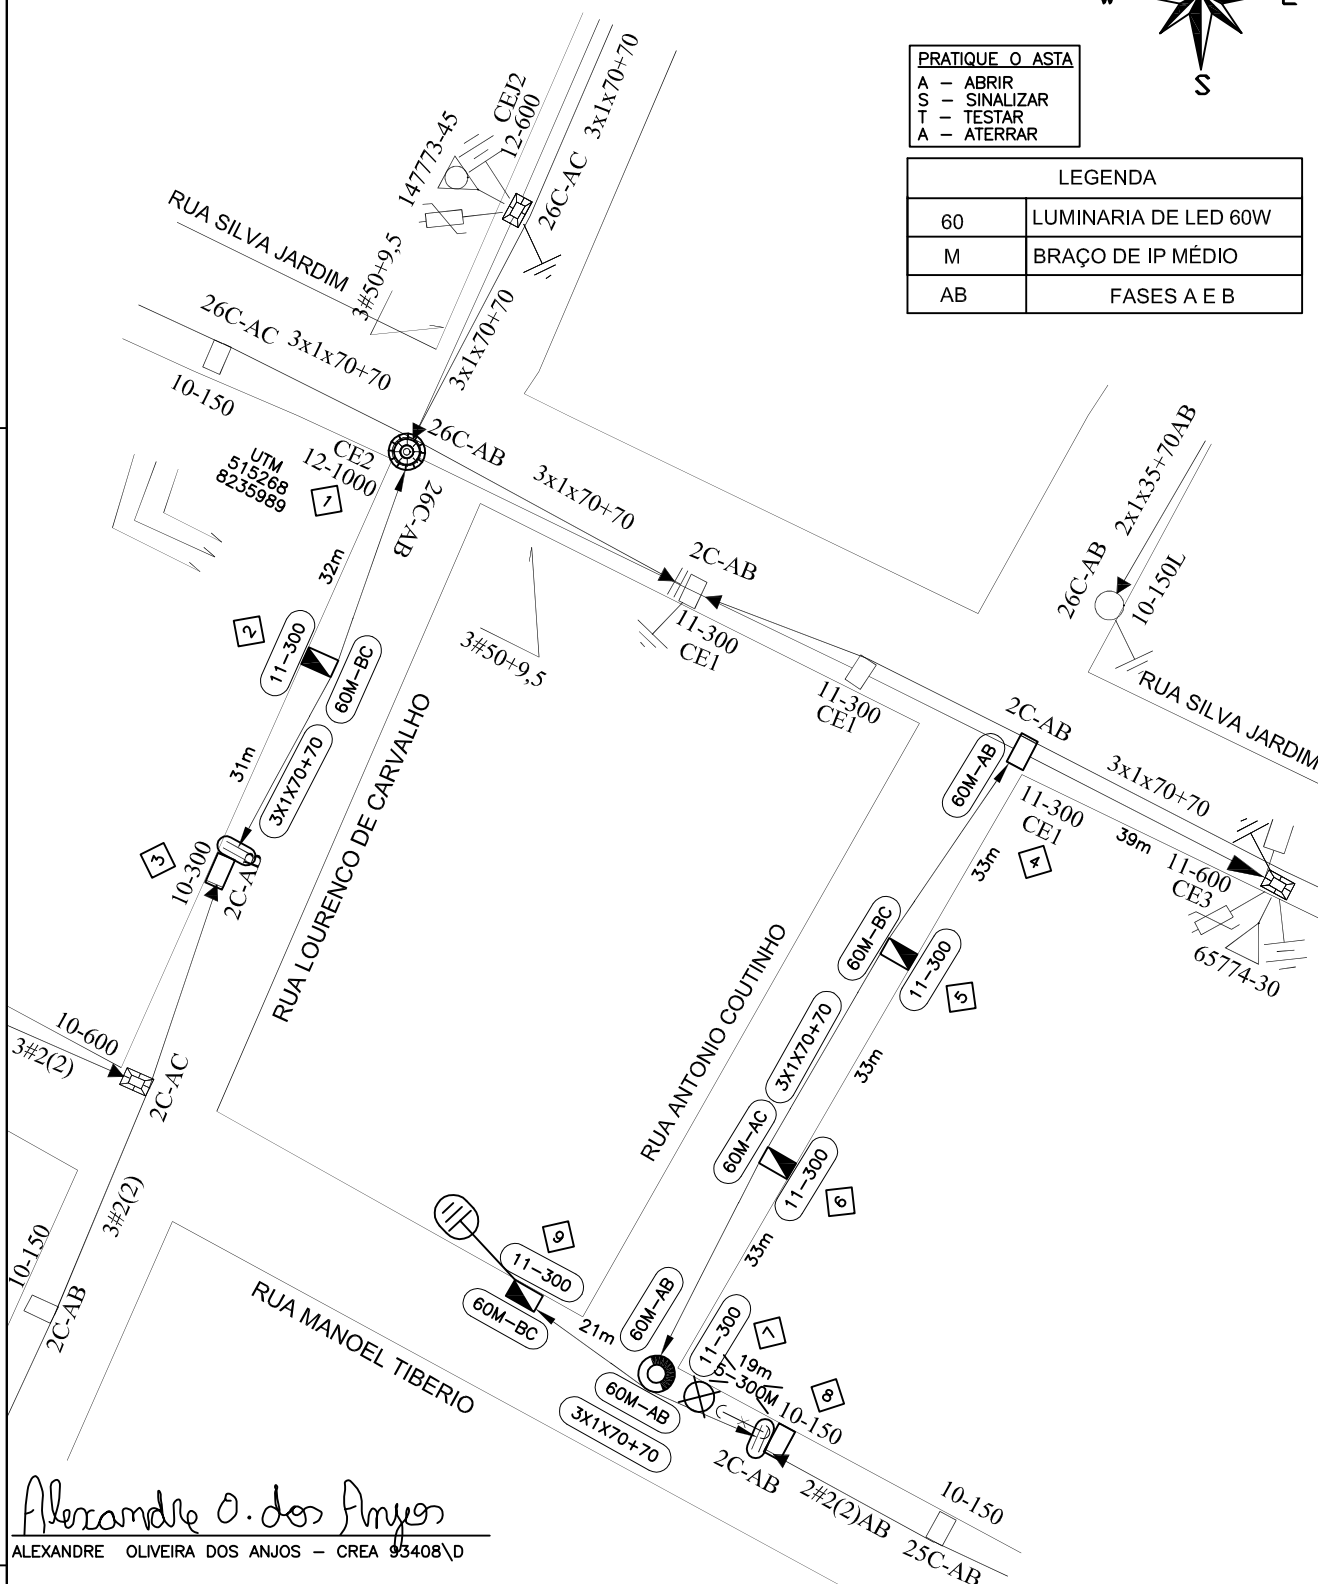 W
E
S
PRATIQUE O ASTA
A – ABRIR
S – SINALIZAR
T – TESTAR
A – ATERRAR
LEGENDA
60 LUMINARIA DE LED 60W
M BRAÇO DE IP MÉDIO
AB FASES A E B
147773-45
CEJ2
12-600
3x1x70+70
26C-AC
RUA SILVA JARDIM
3#50+9,5
26C-AC 3x1x70+70
3x1x70+70
10-150
UTM
515268
8235989
CE2
12-1000
1
26C-AB
26C-AB
3x1x70+70
32m
2C-AB
11-300
CE1
3#50+9,5
2x1x35+70AB
26C-AB
10-150L
RUA SILVA JARDIM
2
11-300
60M-BC
11-300
CE1
2C-AB
3x1x70+70
31m
3X1X70+70
RUA LOURENCO DE CARVALHO
60M-AB
11-300
CE1
39m
11-600
CE3
65774-30
3
10-300
2C-AB
33m
4
60M-BC
11-300
5
RUA ANTONIO COUTINHO
3X1X70+70
33m
10-600
3#2(2)
2C-AC
60M-AC
11-300
6
3#2(2)
33m
10-150
2C-AB
9
11-300
60M-BC
RUA MANOEL TIBERIO
21m
60M-AB
11-300
7
19m
5-300M
8
60M-AB
3X1X70+70
10-150
2C-AB
2#2(2)AB
10-150
25C-AB
Alexandre O. dos Anjos
ALEXANDRE OLIVEIRA DOS ANJOS – CREA 93408\D